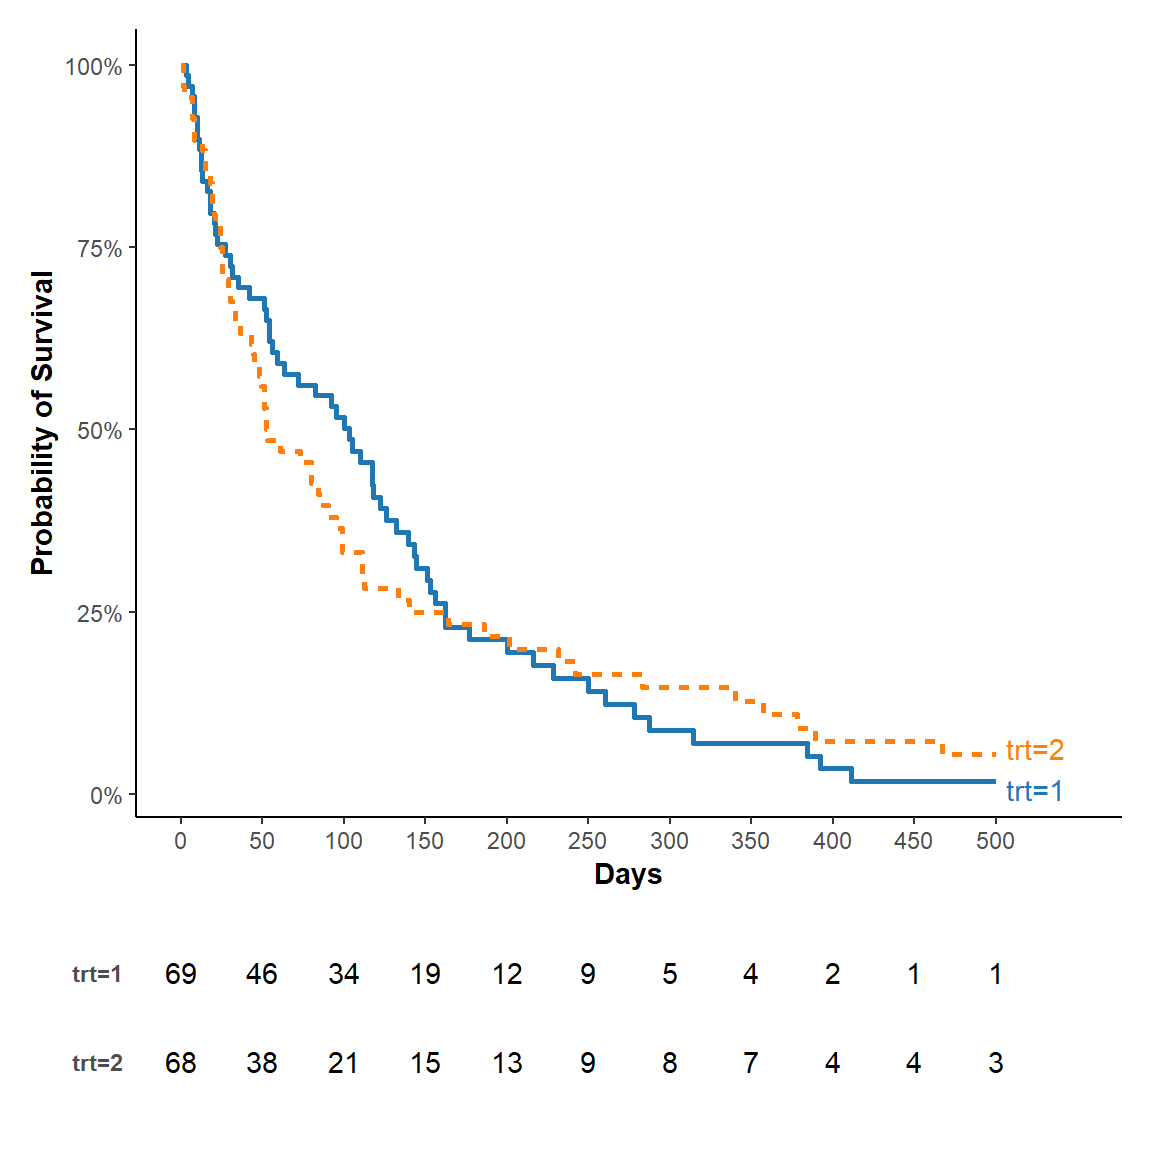 100%
75%
50%
25%
0%
Probability of Survival
trt=2
trt=1
0 50 100 150 200 250 300 350 400 450 500
Days
trt=1 69 46 34 19 12 9 5 4 2 1 1
trt=2 68 38 21 15 13 9 8 7 4 4 3